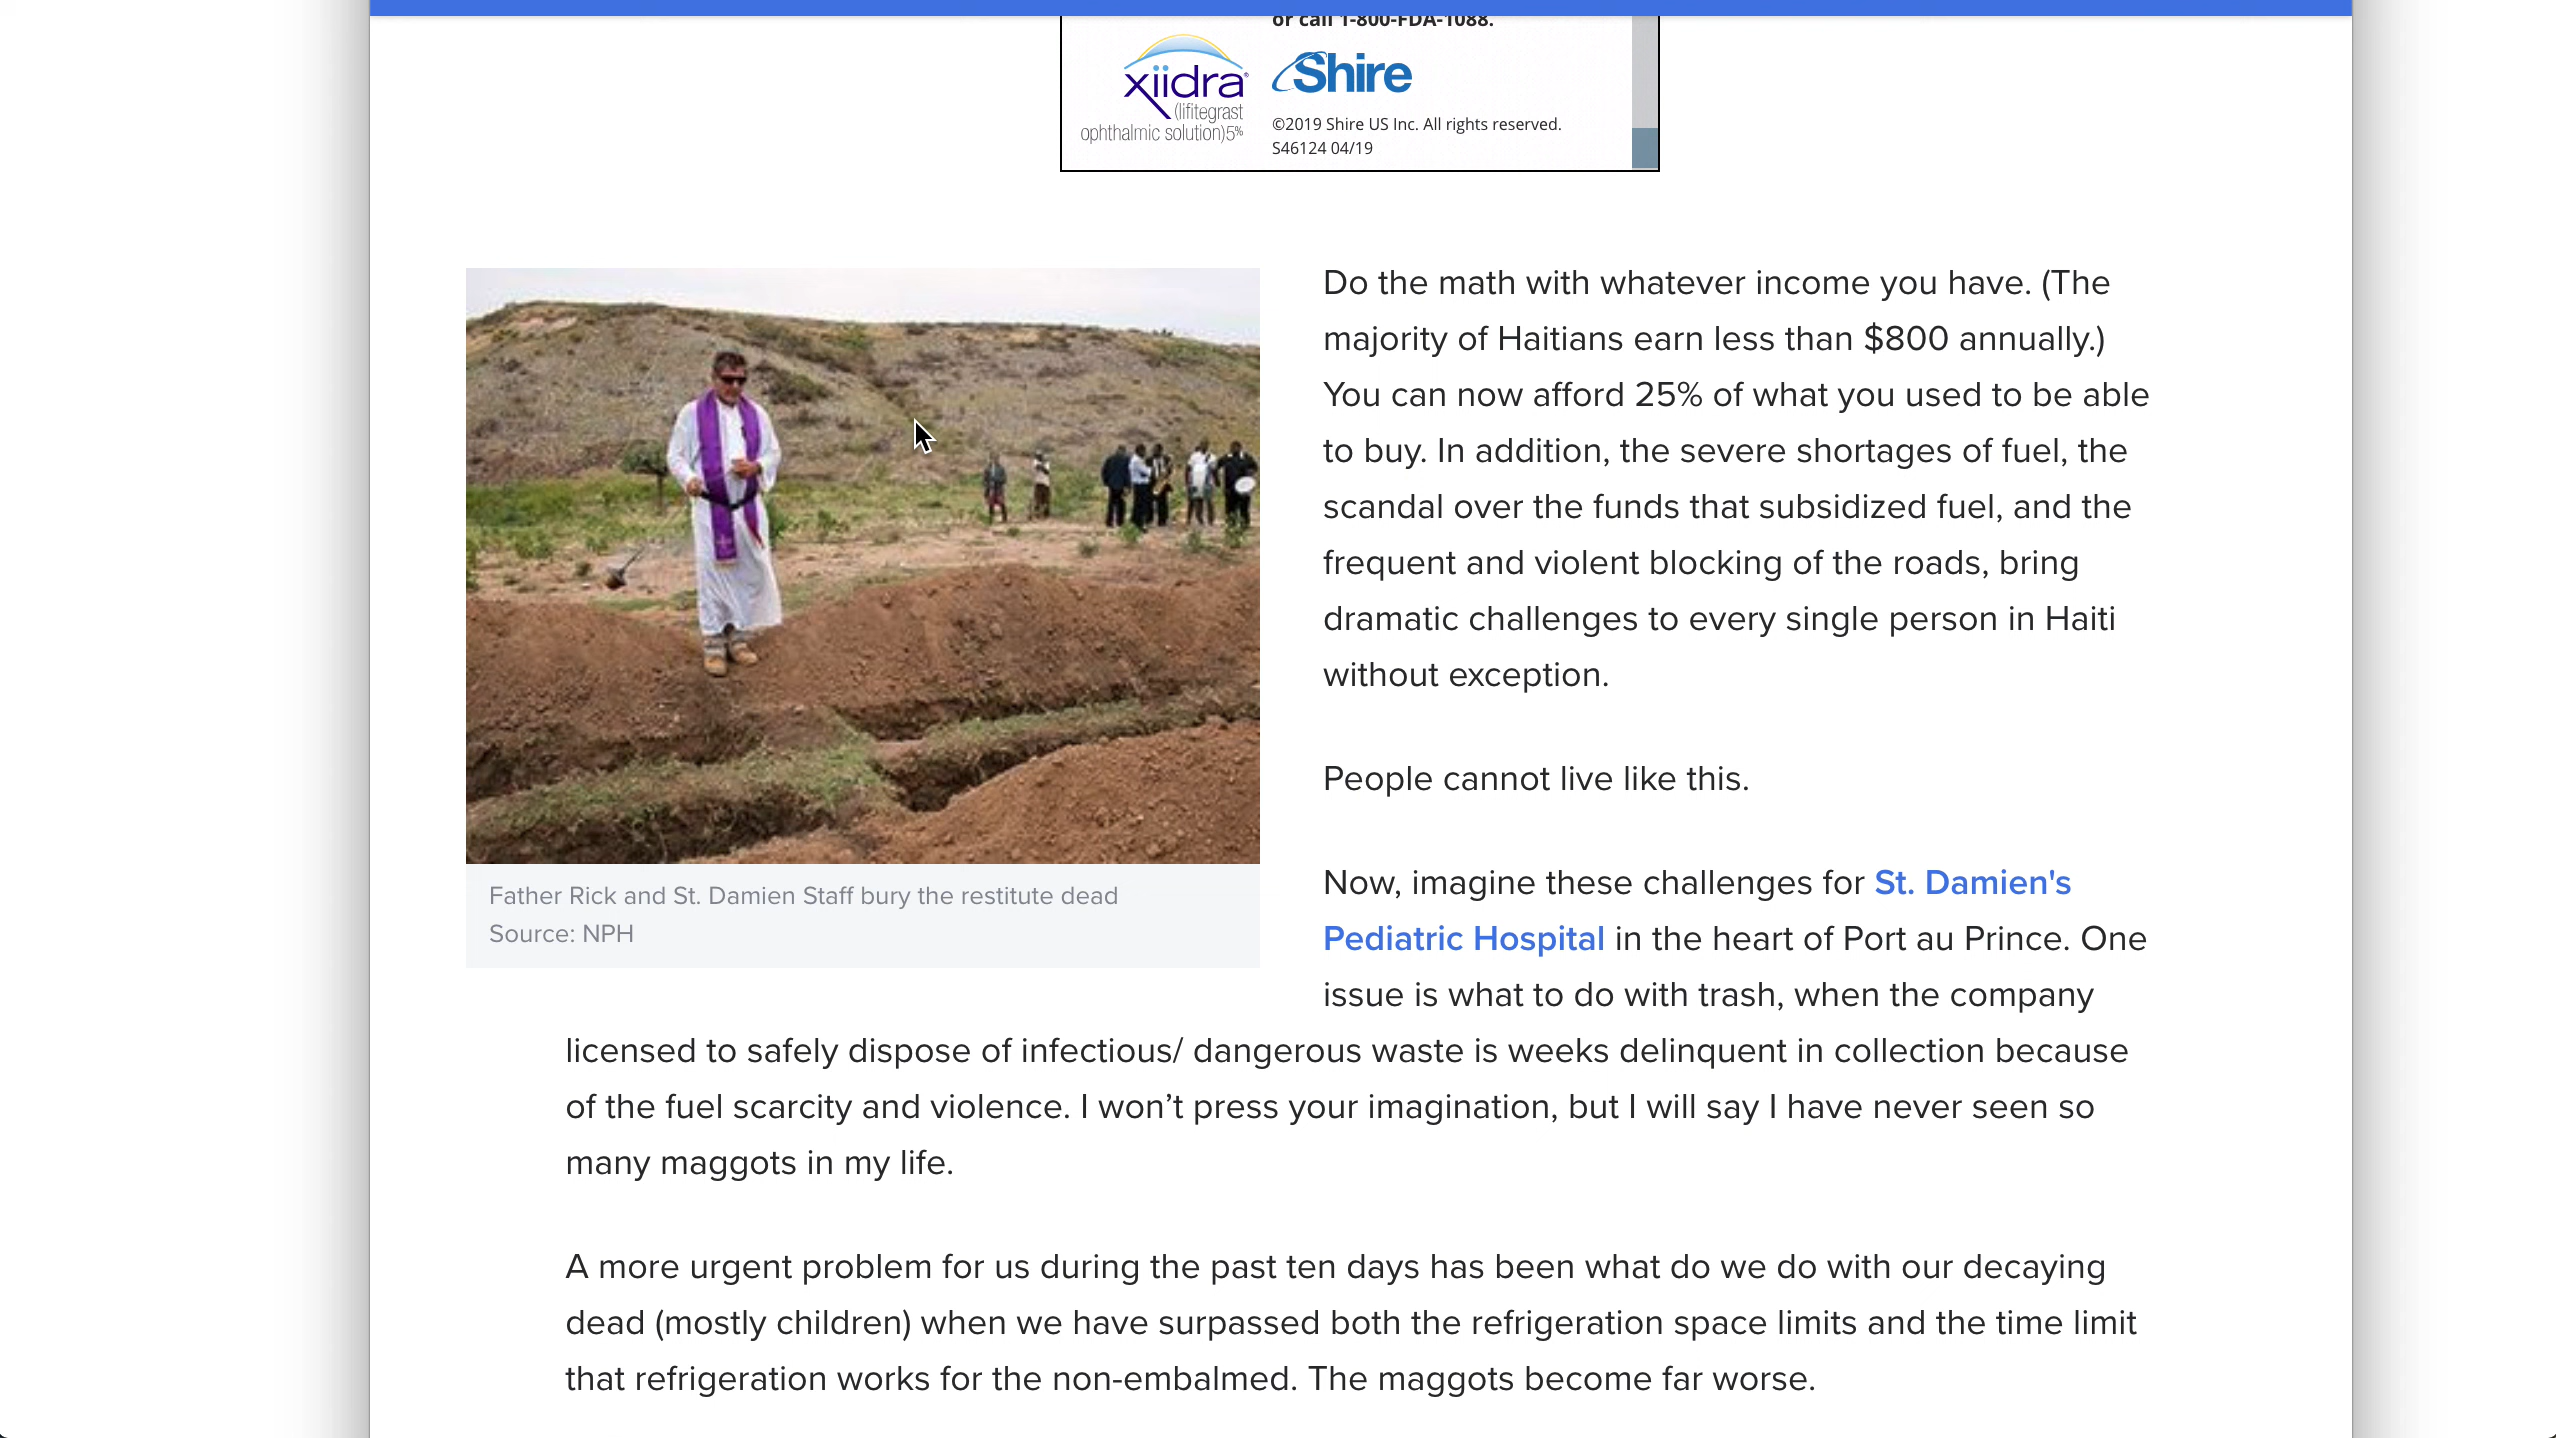 or call 1-800-FDA-1088.
xiidra®
(lifitegrast
ophthalmic solution)5%
Shire
©2019 Shire US Inc. All rights reserved.
S46124 04/19
Do the math with whatever income you have. (The
majority of Haitians earn less than $800 annually.)
You can now afford 25% of what you used to be able
to buy. In addition, the severe shortages of fuel, the
scandal over the funds that subsidized fuel, and the
frequent and violent blocking of the roads, bring
dramatic challenges to every single person in Haiti
without exception.
People cannot live like this.
Father Rick and St. Damien Staff bury the restitute dead
Source: NPH
Now, imagine these challenges for St. Damien's
Pediatric Hospital in the heart of Port au Prince. One
issue is what to do with trash, when the company
licensed to safely dispose of infectious/ dangerous waste is weeks delinquent in collection because
of the fuel scarcity and violence. I won’t press your imagination, but I will say I have never seen so
many maggots in my life.
A more urgent problem for us during the past ten days has been what do we do with our decaying
dead (mostly children) when we have surpassed both the refrigeration space limits and the time limit
that refrigeration works for the non-embalmed. The maggots become far worse.